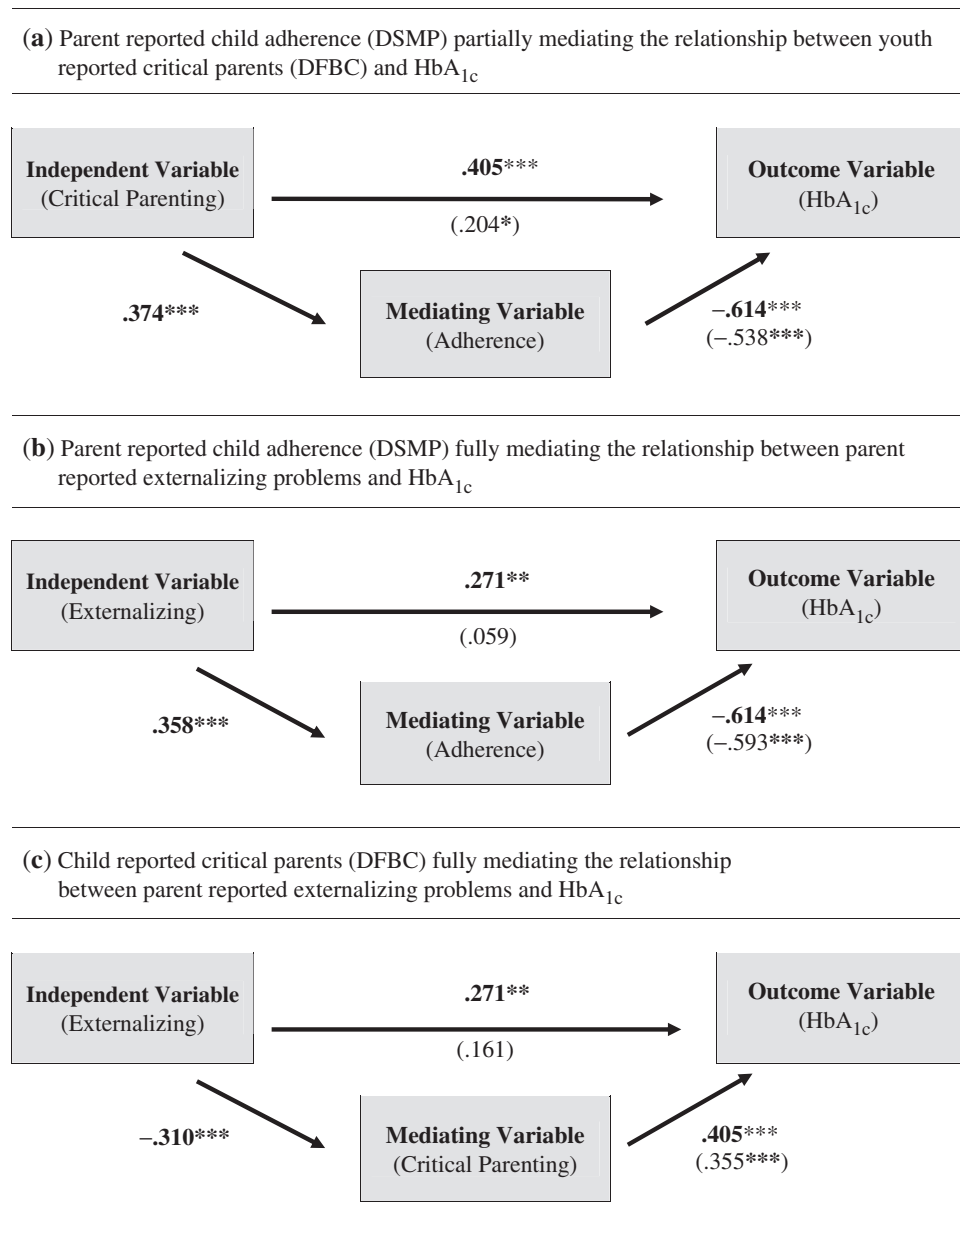 (a) Parent reported child adherence (DSMP) partially mediating the relationship between youth
reported critical parents (DFBC) and HbA1c
Independent Variable
(Critical Parenting)
.405***
(.204*)
Outcome Variable
(HbA1c)
.374***
Mediating Variable
(Adherence)
–.614***
(–.538***)
(b) Parent reported child adherence (DSMP) fully mediating the relationship between parent
reported externalizing problems and HbA1c
Independent Variable
(Externalizing)
.271**
(.059)
Outcome Variable
(HbA1c)
.358***
Mediating Variable
(Adherence)
–.614***
(–.593***)
(c) Child reported critical parents (DFBC) fully mediating the relationship
between parent reported externalizing problems and HbA1c
Independent Variable
(Externalizing)
.271**
(.161)
Outcome Variable
(HbA1c)
–.310***
Mediating Variable
(Critical Parenting)
.405***
(.355***)